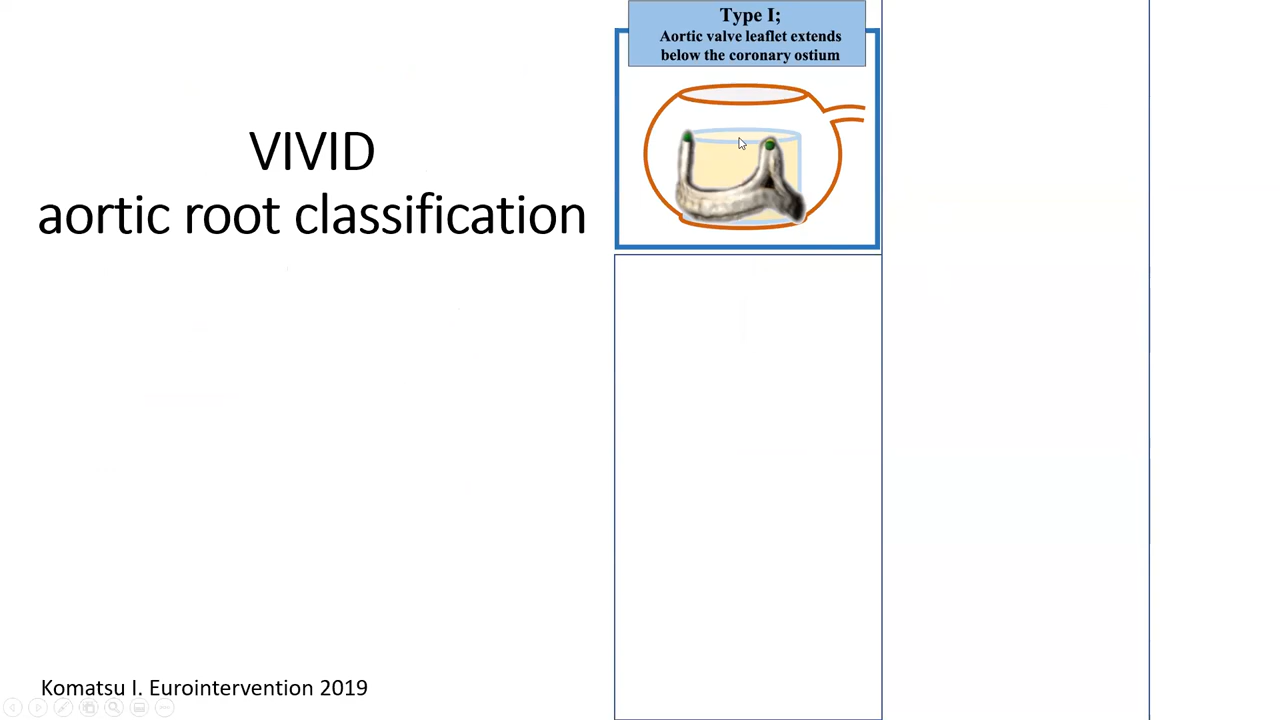 VIVID
aortic root classification
Type I;
Aortic valve leaflet extends
below the coronary ostium
Komatsu I. Eurointervention 2019